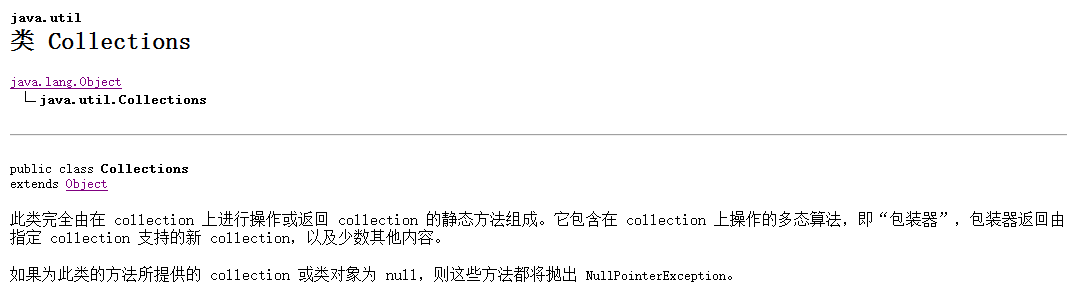 java.util
类 Collections
java.lang.Object
java.util.Collections
public class Collections
extends Object
此类完全由在 collection 上进行操作或返回 collection 的静态方法组成。它包含在 collection 上操作的多态算法，即“包装器”，包装器返回由
指定 collection 支持的新 collection，以及少数其他内容。
如果为此类的方法所提供的 collection 或类对象为 null，则这些方法都将抛出 NullPointerException。